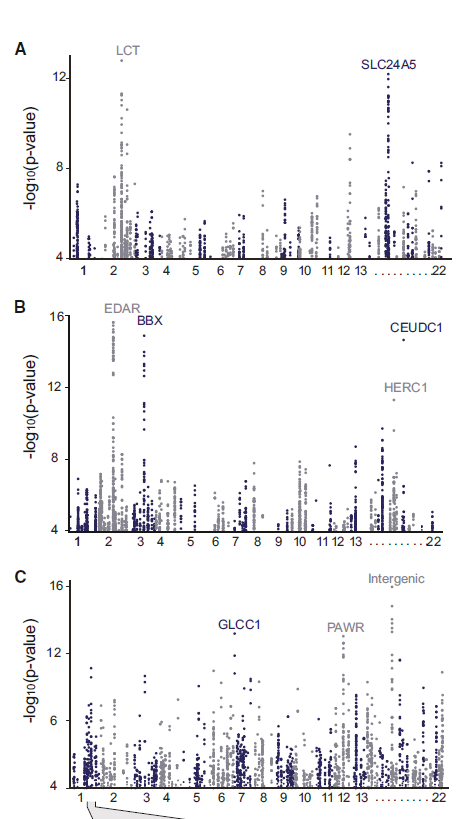 A
LCT
SLC24A5
-log10(p-value)
12
8
4
1 2 3 4 5 6 7 8 9 10 11 12 13 ........22
B
EDAR
BBX
CEUDC1
HERC1
-log10(p-value)
16
12
8
4
1 2 3 4 5 6 7 8 9 10 11 12 13 ........22
C
Intergenic
GLCC1
PAWR
-log10(p-value)
16
12
6
4
1 2 3 4 5 6 7 8 9 10 11 12 13 ........22